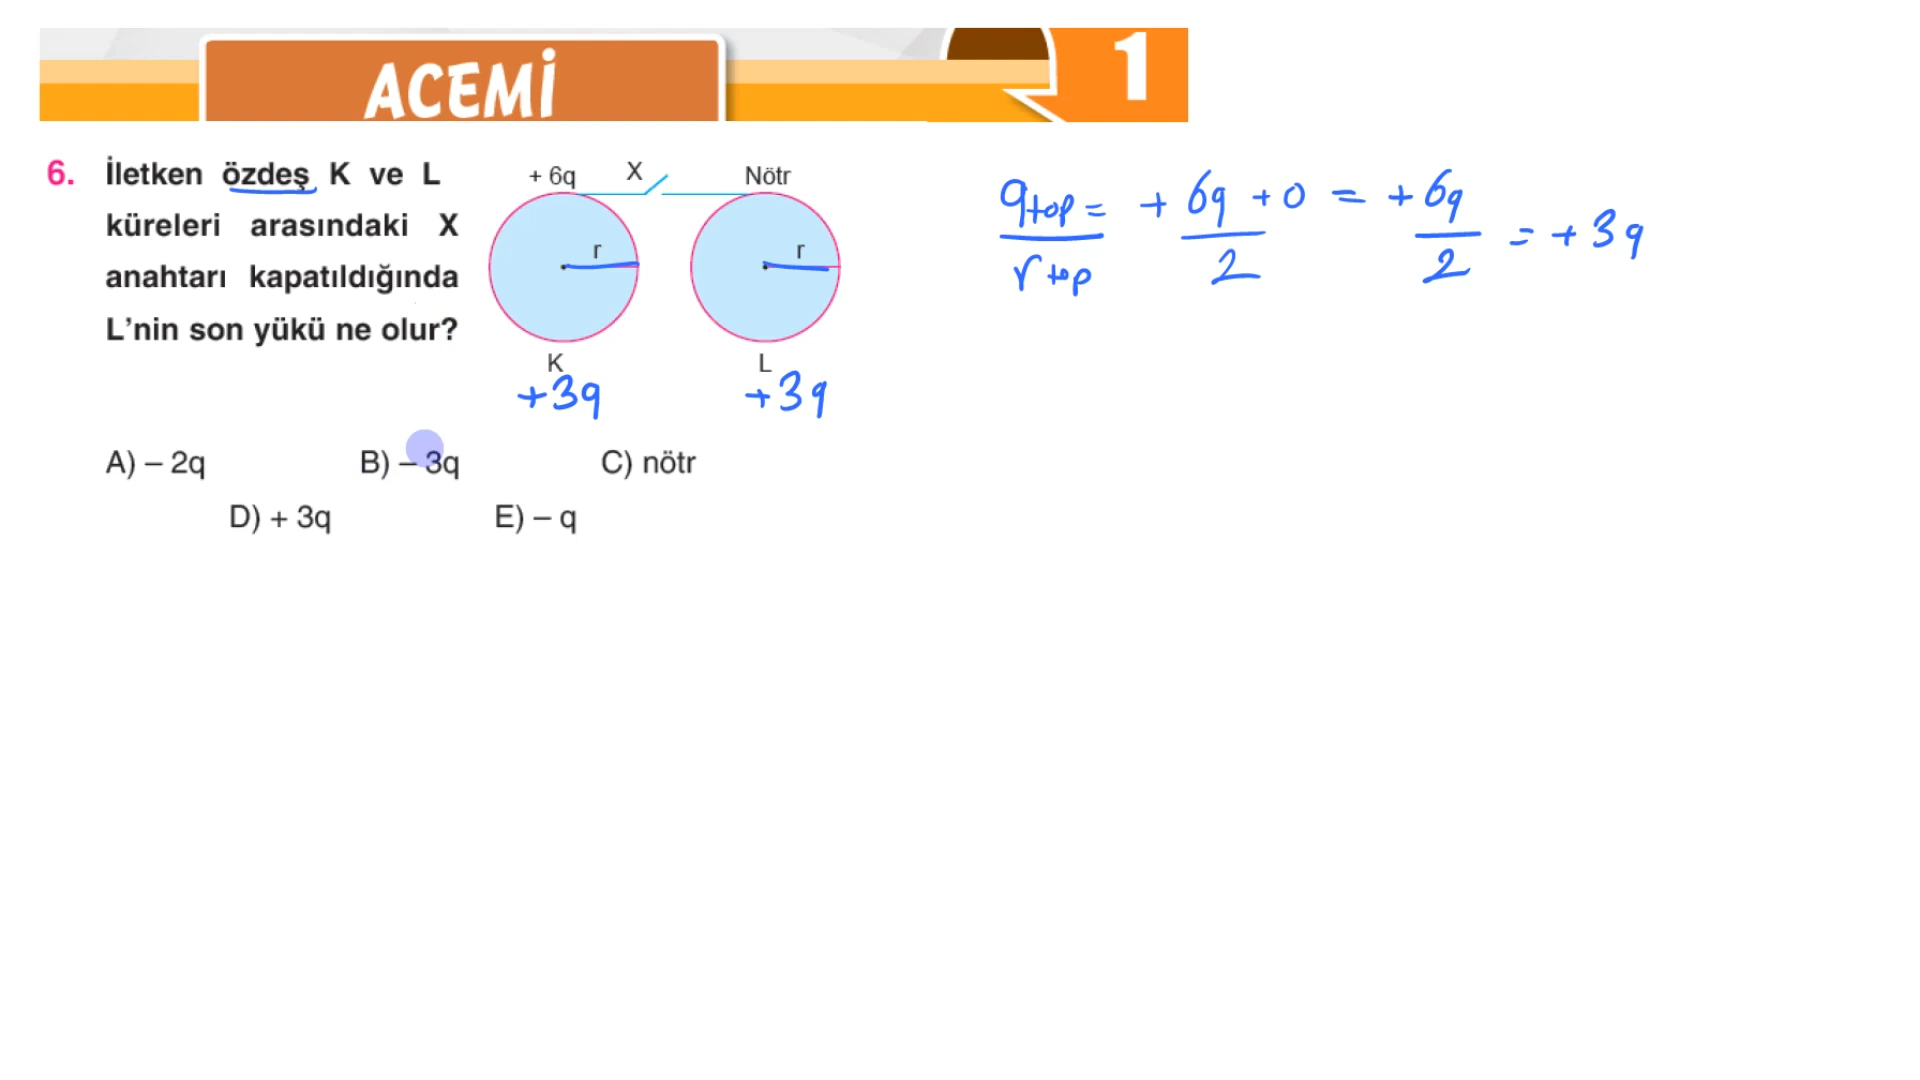 ACEMİ
1
6. İletken özdeş K ve L
küreleri arasındaki X
anahtarı kapatıldığında
L'nin son yükü ne olur?
+ 6q X Nötr
r r
K L
+3q +3q
A) – 2q B) – 3q C) nötr
D) + 3q E) – q
qtop = + 6q + 0 = + 6q = + 3q
rtop 2 2